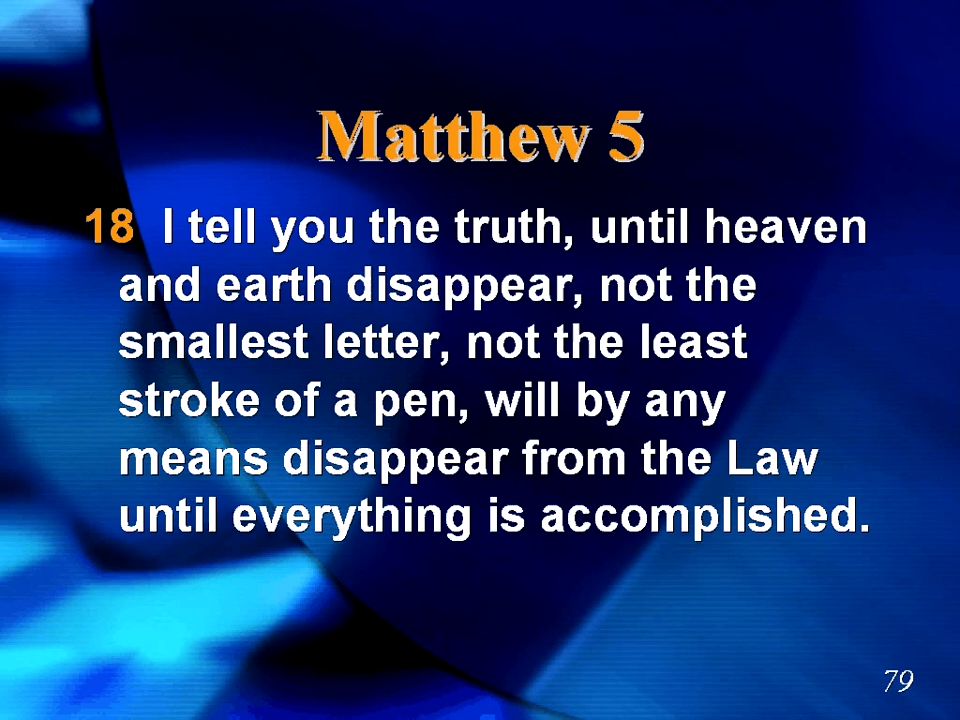 Matthew 5
18 I tell you the truth, until heaven
and earth disappear, not the
smallest letter, not the least
stroke of a pen, will by any
means disappear from the Law
until everything is accomplished.
79